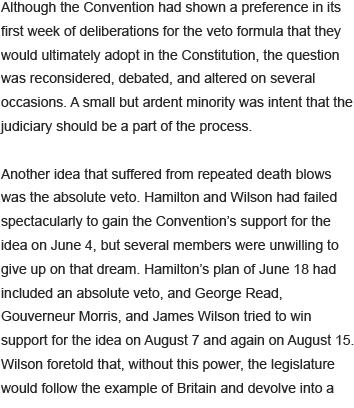 Although the Convention had shown a preference in its
first week of deliberations for the veto formula that they
would ultimately adopt in the Constitution, the question
was reconsidered, debated, and altered on several
occasions. A small but ardent minority was intent that the
judiciary should be a part of the process.

Another idea that suffered from repeated death blows
was the absolute veto. Hamilton and Wilson had failed
spectacularly to gain the Convention’s support for the
idea on June 4, but several members were unwilling to
give up on that dream. Hamilton’s plan of June 18 had
included an absolute veto, and George Read,
Gouverneur Morris, and James Wilson tried to win
support for the idea on August 7 and again on August 15.
Wilson foretold that, without this power, the legislature
would follow the example of Britain and devolve into a